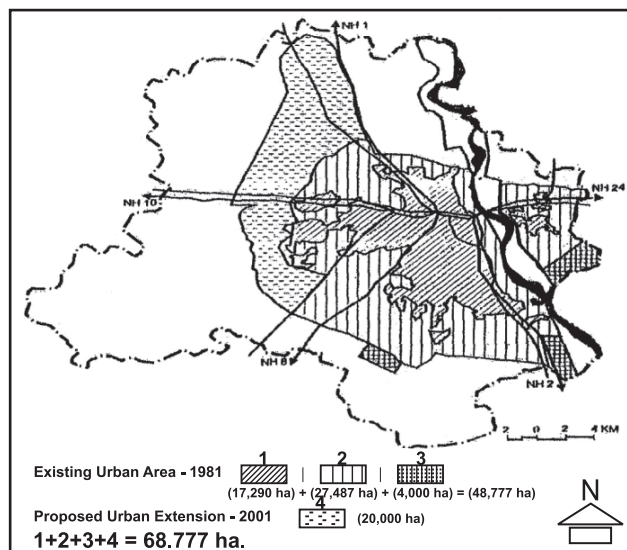 NH 1
NH 24
NH 10
NH 8
NH 2
2 0 2 4 KM
1 2 3
Existing Urban Area - 1981
(17,290 ha) + (27,487 ha) + (4,000 ha) = (48,777 ha)
4
Proposed Urban Extension - 2001 (20,000 ha)
1+2+3+4 = 68,777 ha.
N